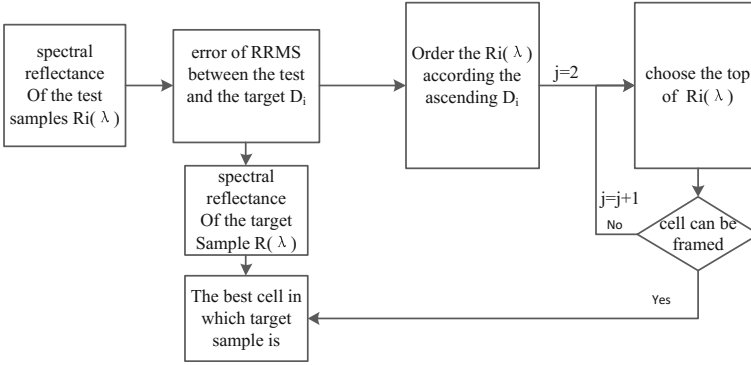 spectral
reflectance
Of the test
samples Ri( λ )
error of RRMS
between the test
and the target Di
Order the Ri( λ )
according the
ascending Di
j=2
choose the top
of Ri( λ )
j=j+1
No
cell can be
framed
Yes
spectral
reflectance
Of the target
Sample R( λ )
The best cell in
which target
sample is